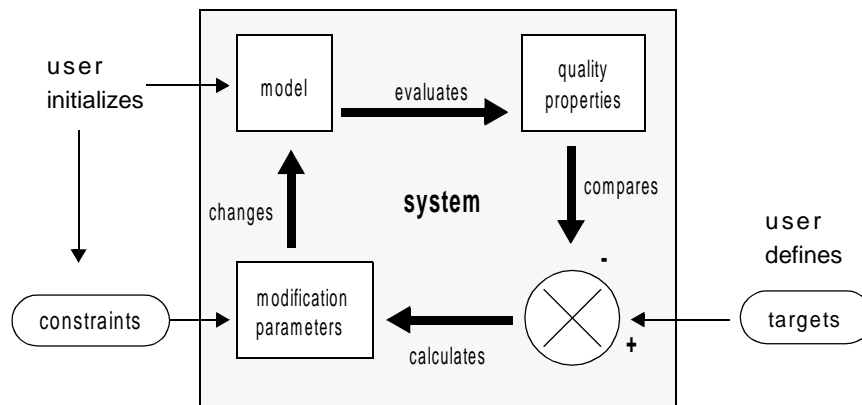 user
initializes
model
evaluates
quality
properties
changes
system
compares
user
defines
-
constraints
modification
parameters
calculates
+
targets